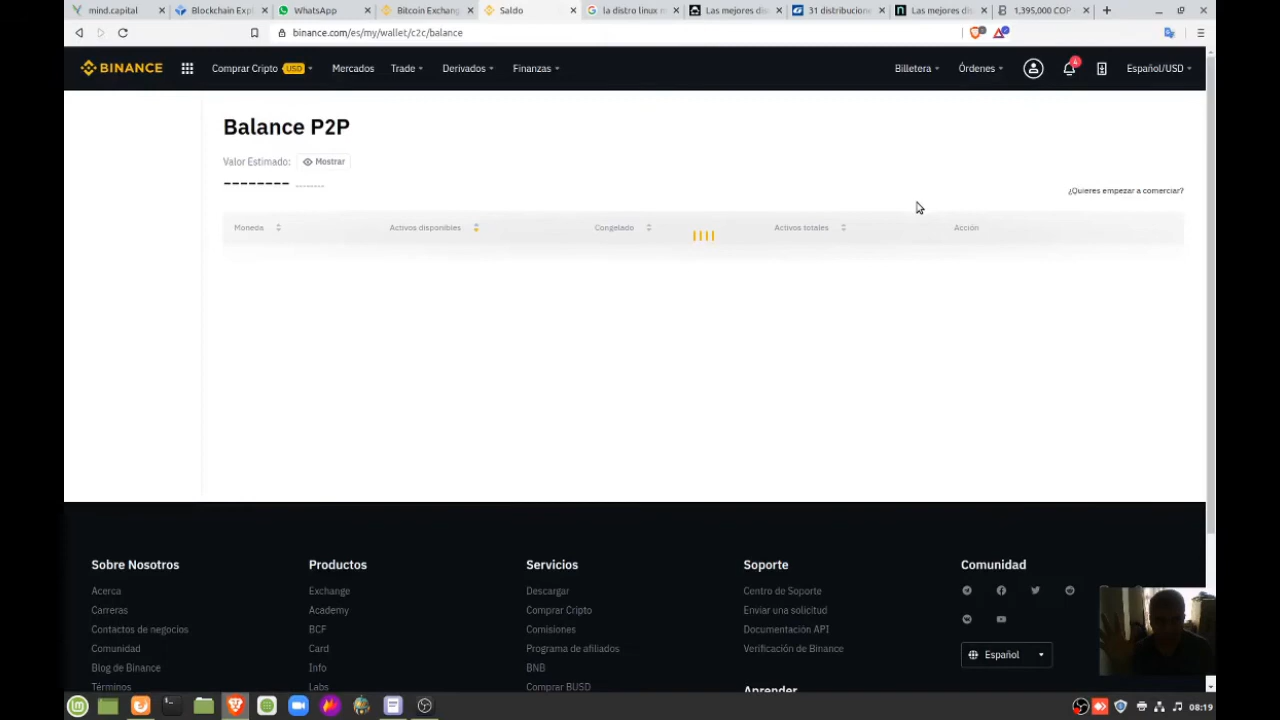 mind.capital
Blockchain Expl
WhatsApp
Bitcoin Exchang
Saldo
la distro linux m
Las mejores dis
31 distribucione
Las mejores dis
1,395,000 COP
binance.com/es/my/wallet/c2c/balance
BINANCE
Comprar Cripto USD
Mercados
Trade
Derivados
Finanzas
Billetera
Órdenes
4
Español/USD
Balance P2P
Valor Estimado: Mostrar
-------- --------
¿Quieres empezar a comerciar?
Moneda Activos disponibles Congelado Activos totales Acción
Sobre Nosotros
Acerca
Carreras
Contactos de negocios
Comunidad
Blog de Binance
Términos
Productos
Exchange
Academy
BCF
Card
Info
Labs
Servicios
Descargar
Comprar Cripto
Comisiones
Programa de afiliados
BNB
Comprar BUSD
Soporte
Centro de Soporte
Enviar una solicitud
Documentación API
Verificación de Binance
Aprender
Comunidad
Español
08:19